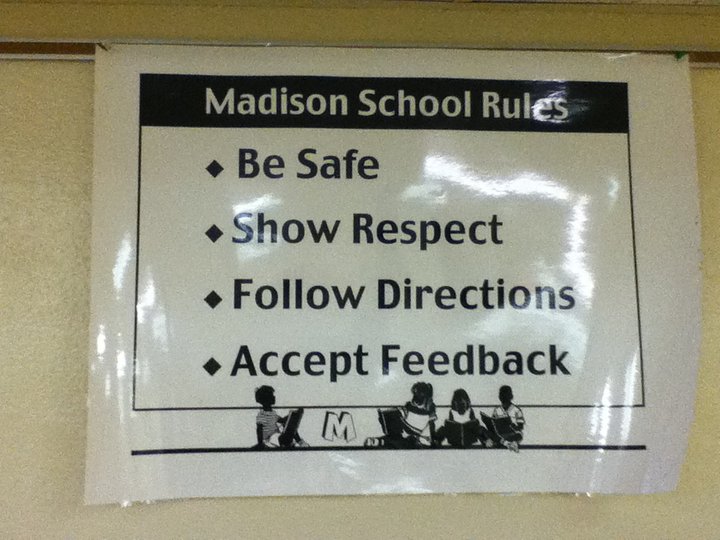 Madison School Rules
◆ Be Safe
◆ Show Respect
◆ Follow Directions
◆ Accept Feedback
M